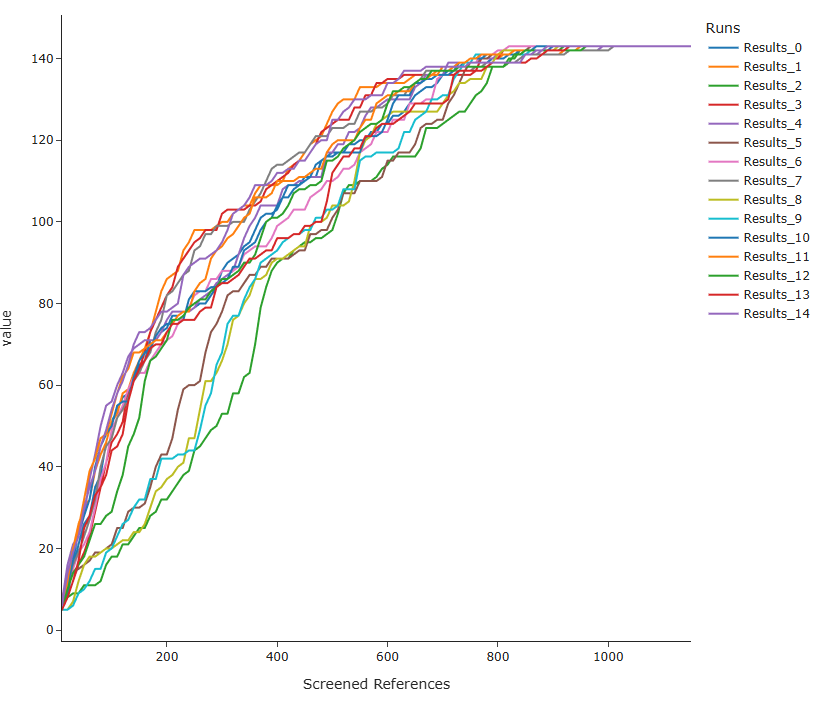 Runs
Results_0
Results_1
Results_2
Results_3
Results_4
Results_5
Results_6
Results_7
Results_8
Results_9
Results_10
Results_11
Results_12
Results_13
Results_14
140
120
100
80
60
40
20
0
value
200 400 600 800 1000
Screened References